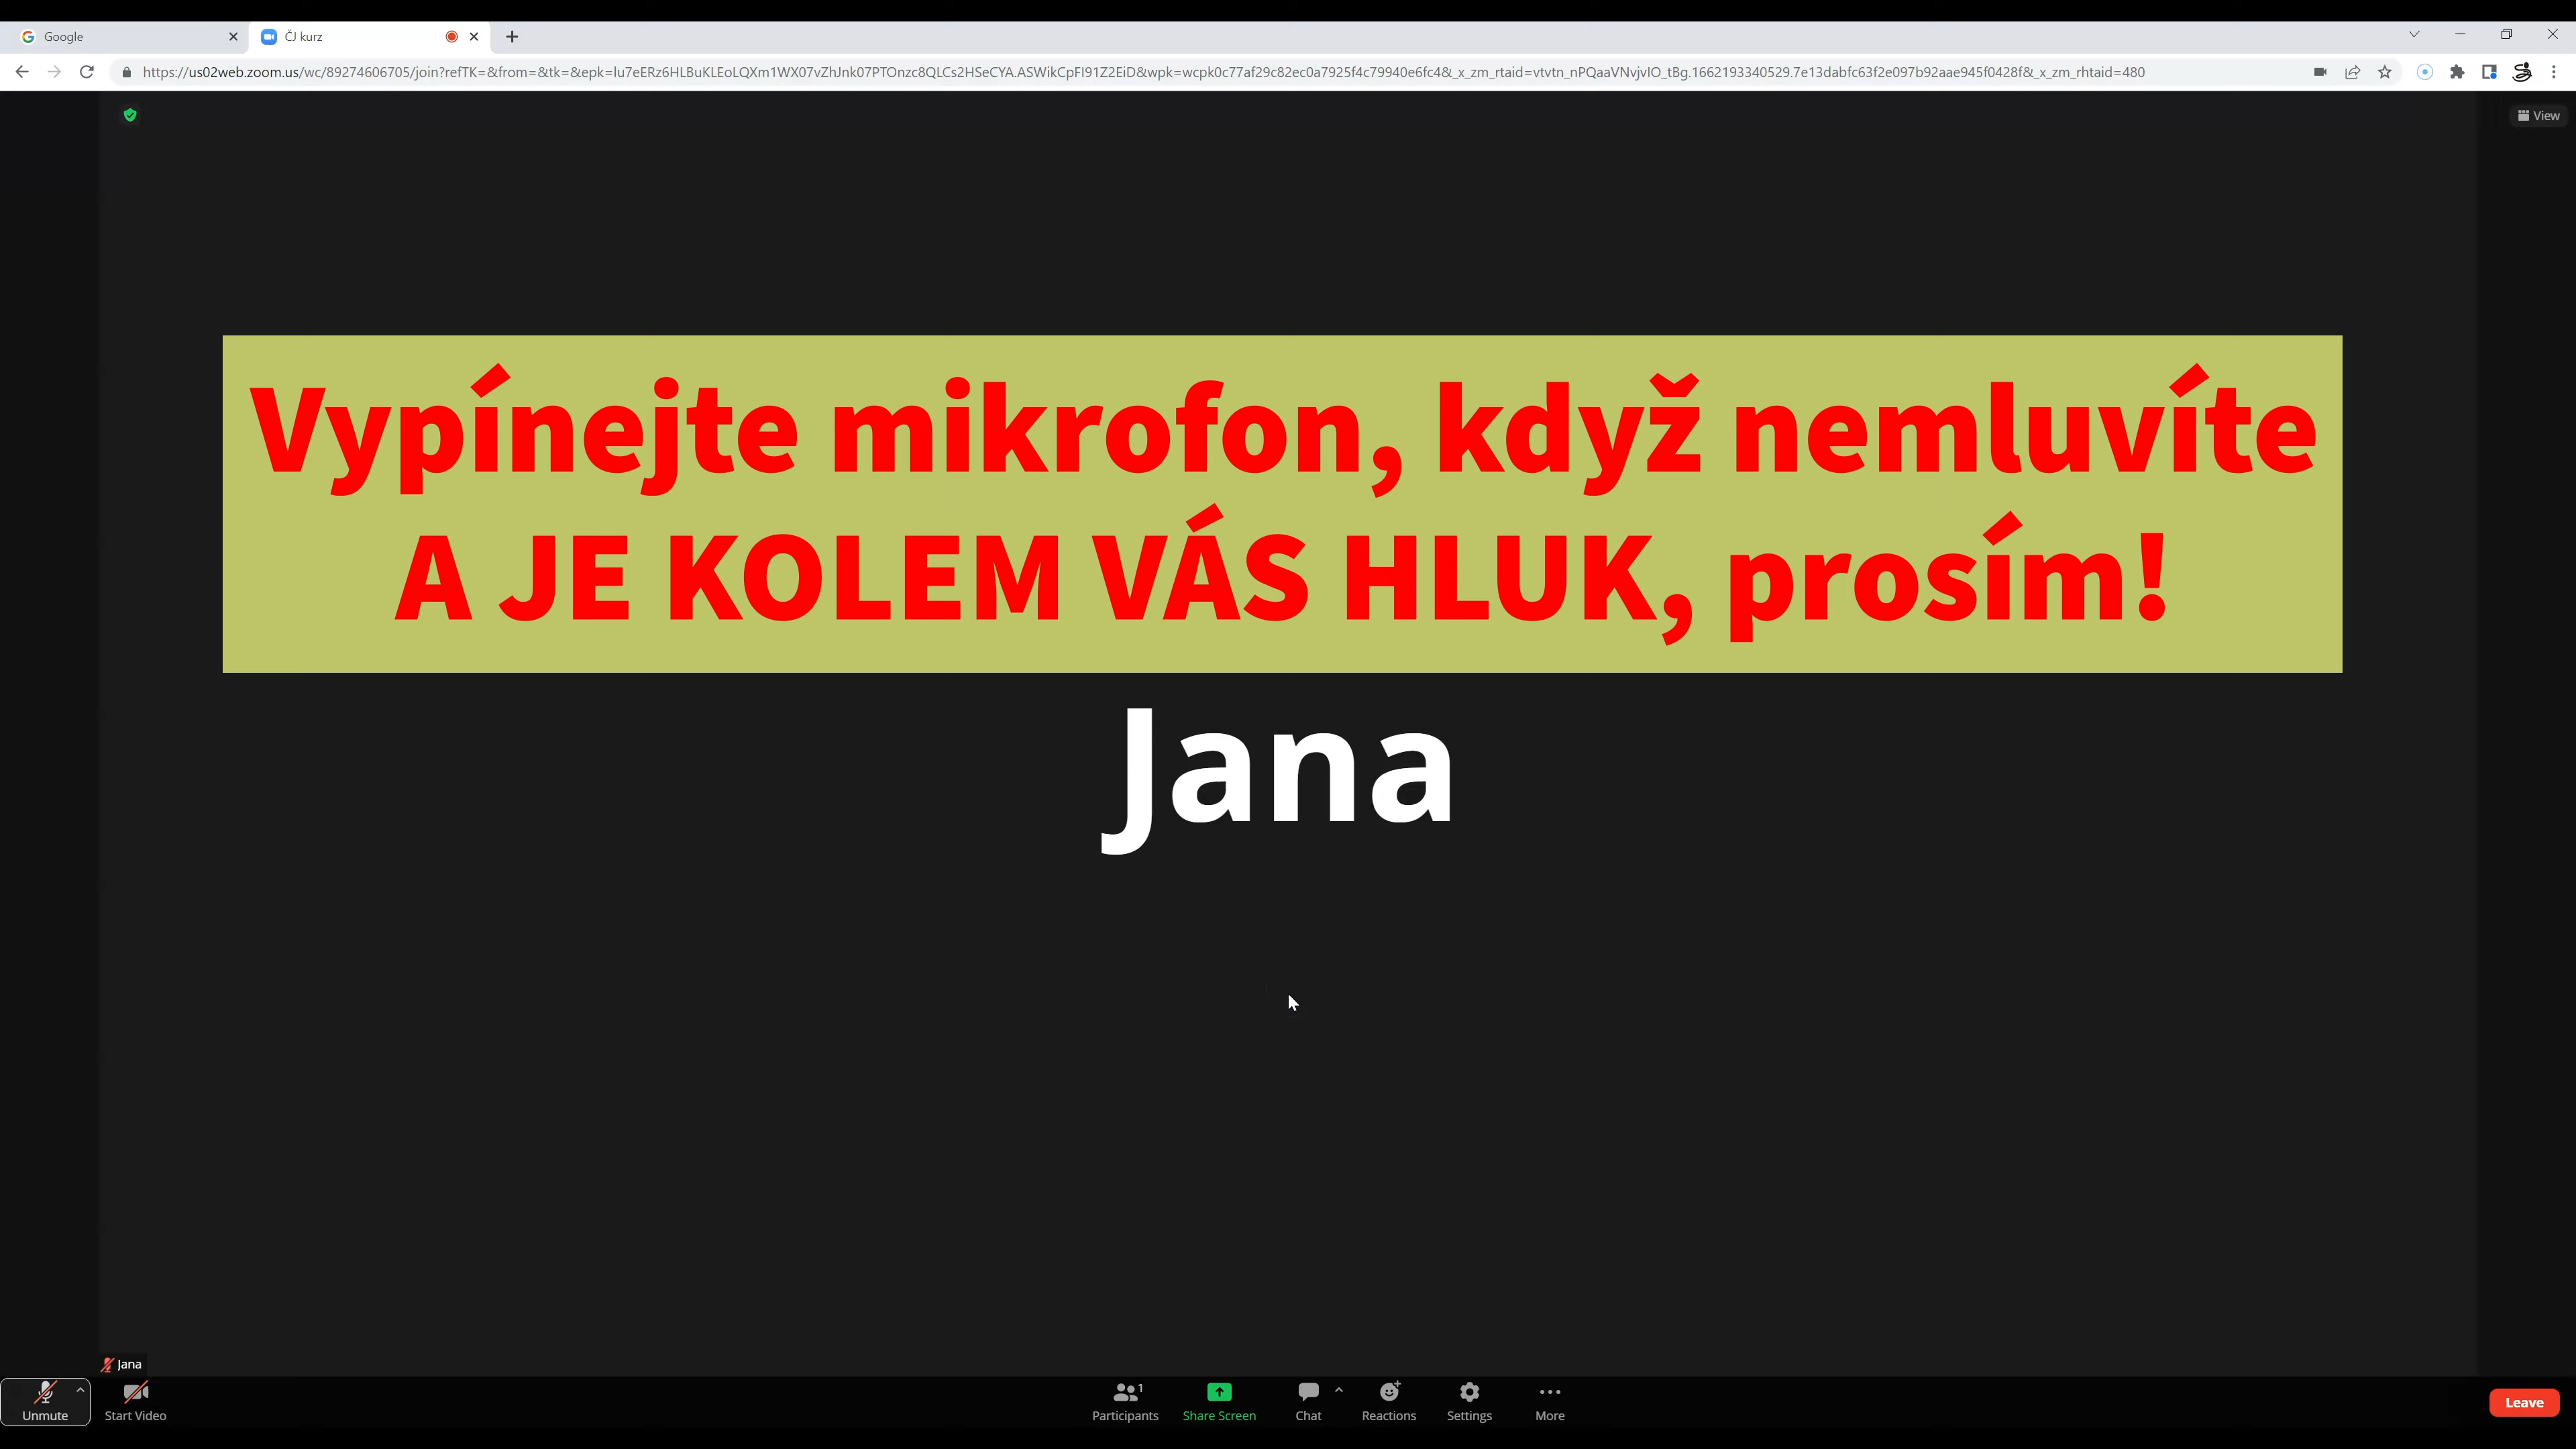 Google
ČJ kurz
https://us02web.zoom.us/wc/89274606705/join?refTK=&from=&tk=&epk=lu7eERz6HLBuKLEoLQXm1WX07vZhJnk07PTOnzc8QLCs2HSeCYA.ASWikCpFI91Z2EiD&wpk=wcpk0c77af29c82ec0a7925f4c79940e6fc4&_x_zm_rtaid=vtvtn_nPQaaVNvjvIO_tBg.1662193340529.7e13dabfc63f2e097b92aae945f0428f&_x_zm_rhtaid=480
View
Vypínejte mikrofon, když nemluvíte
A JE KOLEM VÁS HLUK, prosím!
Jana
Jana
Unmute
Start Video
1
Participants
Share Screen
Chat
Reactions
Settings
More
Leave